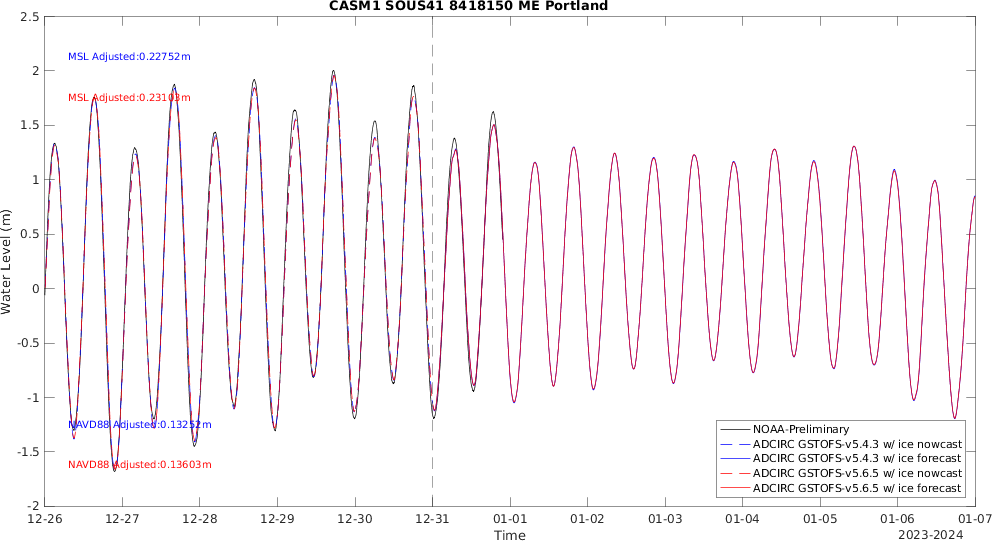 CASM1 SOUS41 8418150 ME Portland
2.5
2
1.5
1
0.5
0
-0.5
-1
-1.5
-2
Water Level (m)
MSL Adjusted:0.22752m
MSL Adjusted:0.23103m
NAVD88 Adjusted:0.13252m
NAVD88 Adjusted:0.13603m
NOAA-Preliminary
ADCIRC GSTOFS-v5.4.3 w/ ice nowcast
ADCIRC GSTOFS-v5.4.3 w/ ice forecast
ADCIRC GSTOFS-v5.6.5 w/ ice nowcast
ADCIRC GSTOFS-v5.6.5 w/ ice forecast
12-26 12-27 12-28 12-29 12-30 12-31 01-01 01-02 01-03 01-04 01-05 01-06 01-07
Time
2023-2024